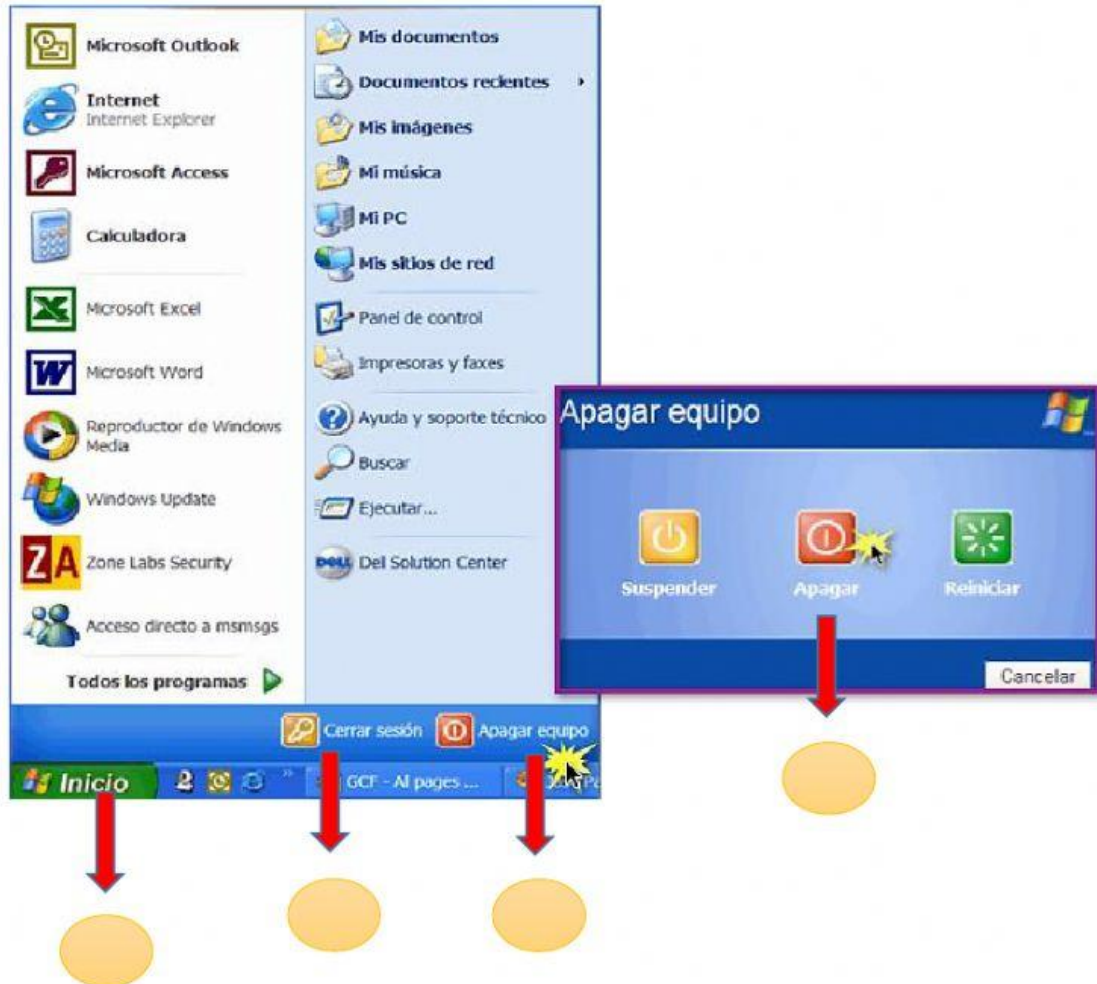 Microsoft Outlook
Internet
Internet Explorer
Microsoft Access
Calculadora
Microsoft Excel
Microsoft Word
Reproductor de Windows
Media
Windows Update
ZA
Zone Labs Security
Acceso directo a msmsgs
Todos los programas
Mis documentos
Documentos recientes
Mis imágenes
Mi música
Mi PC
Mis sitios de red
Panel de control
Impresoras y faxes
Ayuda y soporte técnico
Buscar
Ejecutar...
DELL Del Solution Center
Cerrar sesión Apagar equipo
Inicio GCF - All pages ...
Apagar equipo
Suspender Apagar Reiniciar
Cancelar